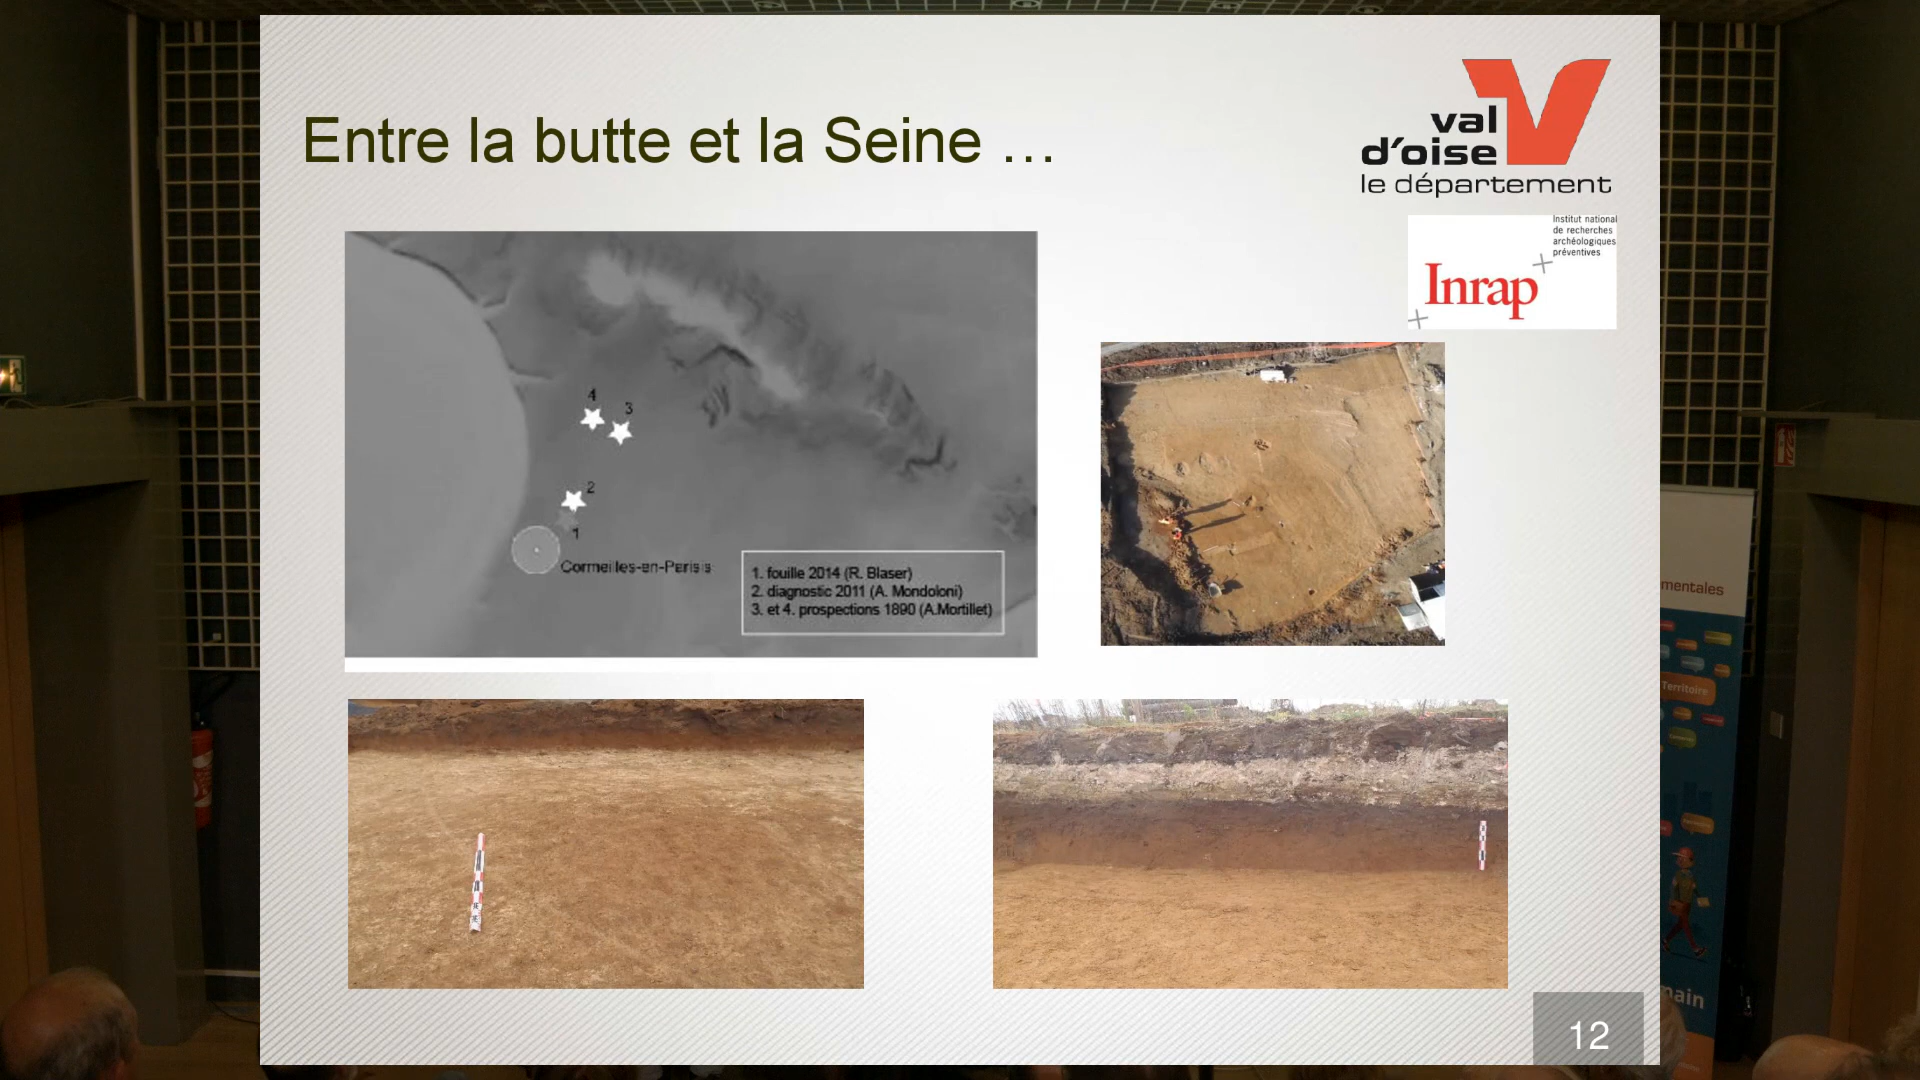 Entre la butte et la Seine …
val
d'oise
le département
Institut national
de recherches
archéologiques
préventives
Inrap
4
3
2
1
Cormeilles-en-Parisis
1. fouille 2014 (R. Blaser)
2. diagnostic 2011 (A. Mondoloni)
3. et 4. prospections 1890 (A.Mortillet)
mentales
Territoire
main
12